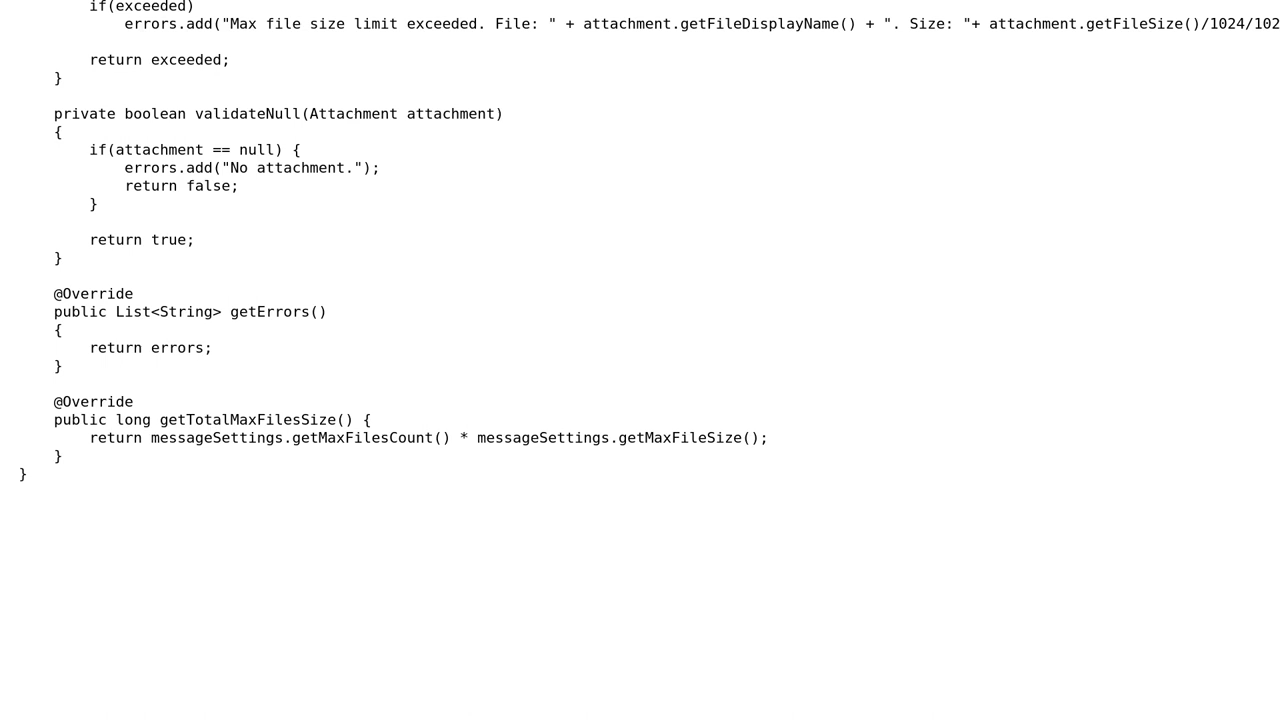 if(exceeded)
errors.add("Max file size limit exceeded. File: " + attachment.getFileDisplayName() + ". Size: "+ attachment.getFileSize()/1024/102
return exceeded;
}
private boolean validateNull(Attachment attachment)
{
if(attachment == null) {
errors.add("No attachment.");
return false;
}
return true;
}
@Override
public List<String> getErrors()
{
return errors;
}
@Override
public long getTotalMaxFilesSize() {
return messageSettings.getMaxFilesCount() * messageSettings.getMaxFileSize();
}
}